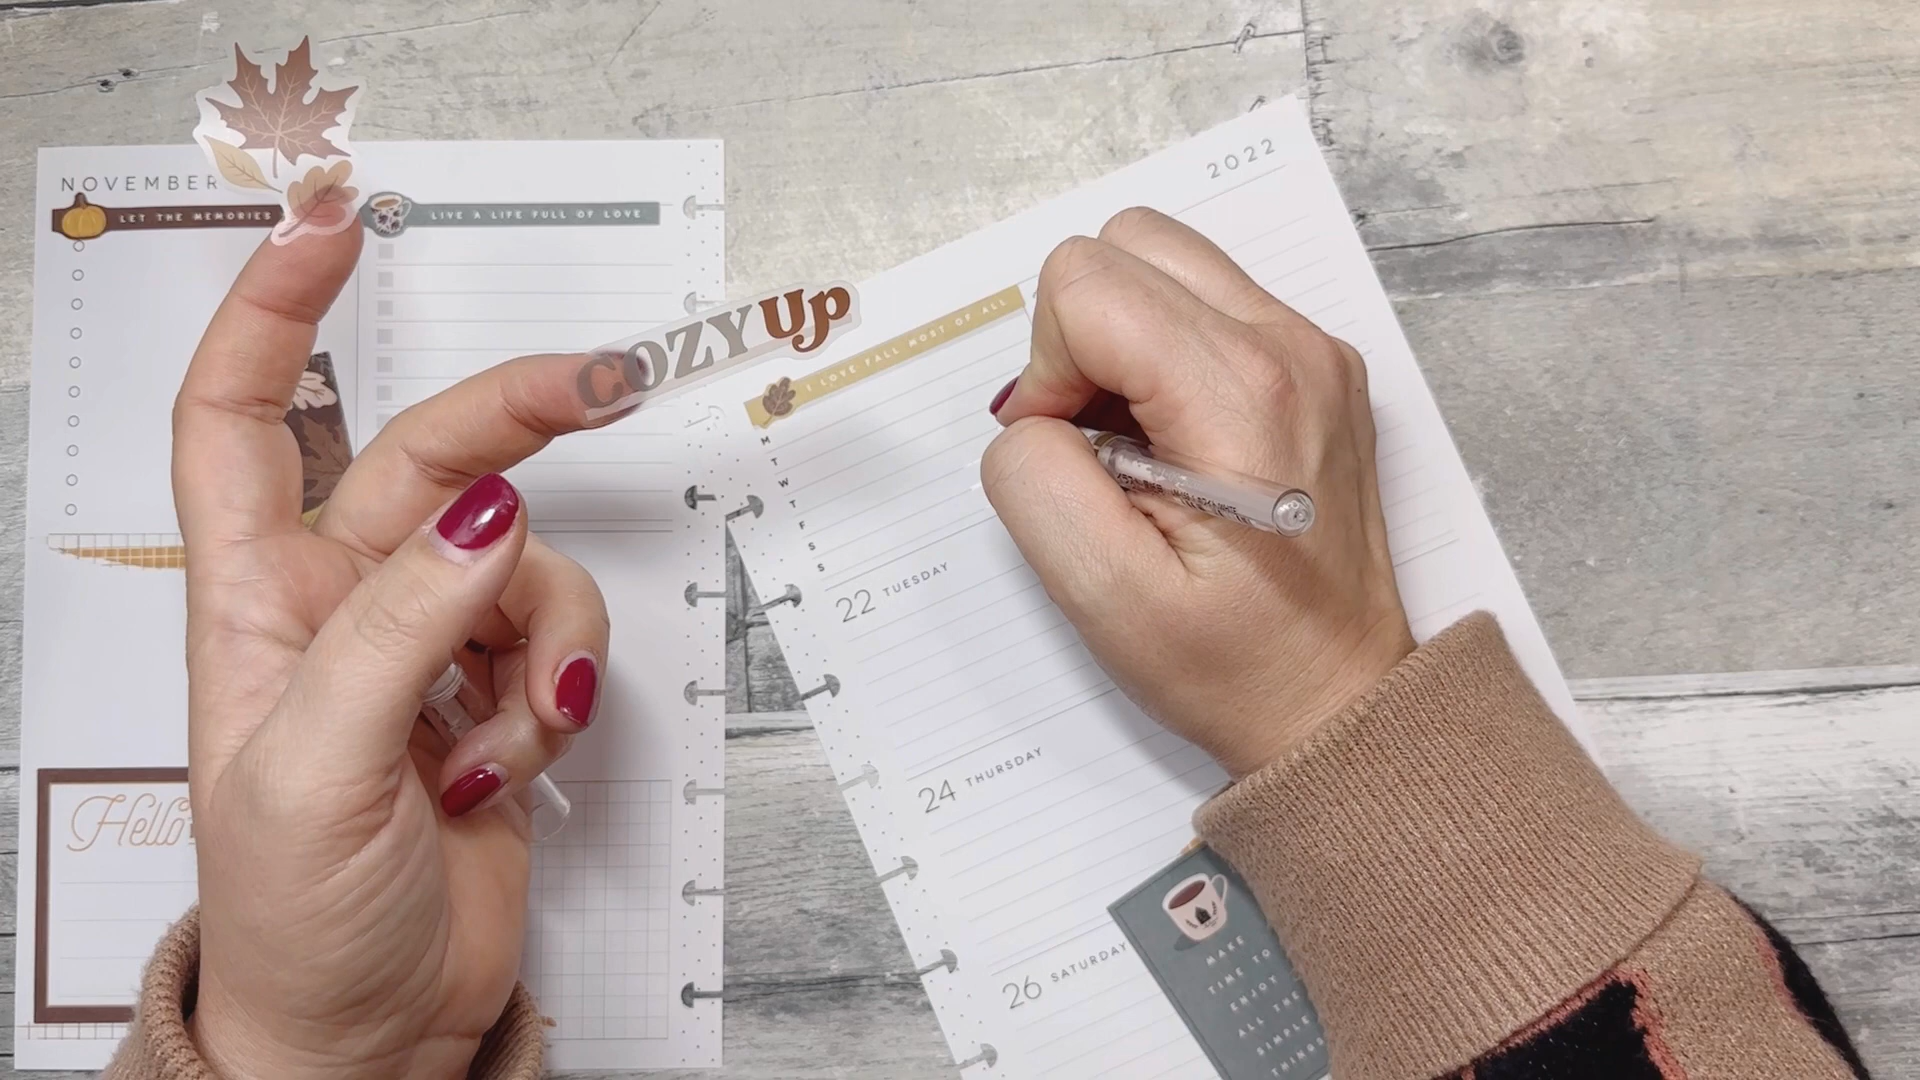 NOVEMBER
LET THE MEMORIES
LIVE A LIFE FULL OF LOVE
Hello
COZY Up
2022
I LOVE FALL MOST OF ALL
M
T
W
T
F
S
S
22 TUESDAY
24 THURSDAY
26 SATURDAY
MAKE
TIME TO
ENJOY
ALL THE
SIMPLE
THINGS